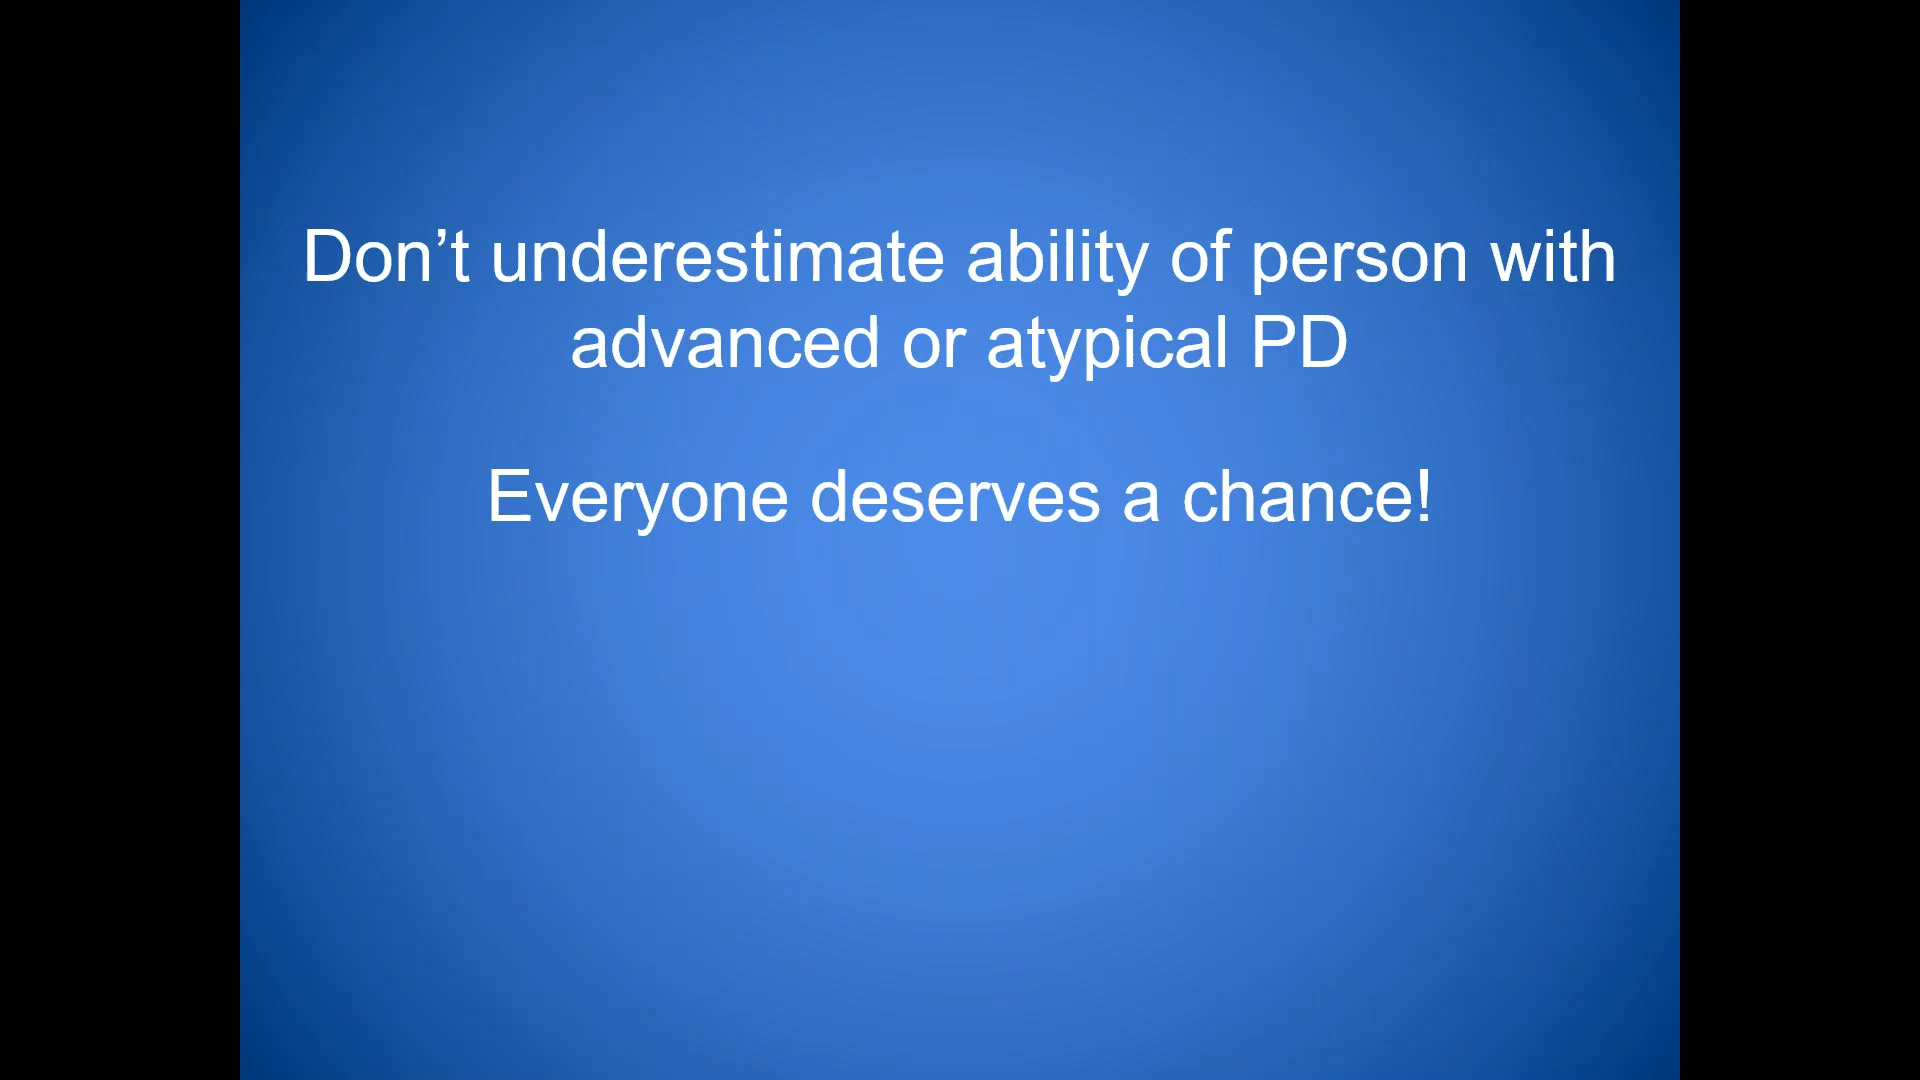 Don’t underestimate ability of person with
advanced or atypical PD
Everyone deserves a chance!